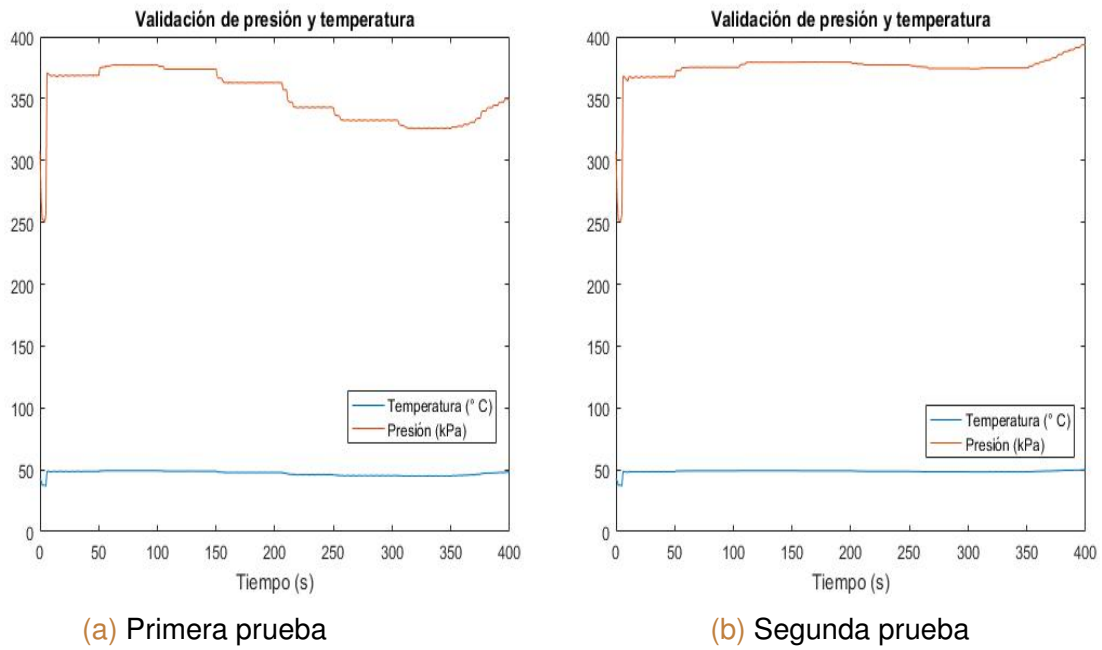 Validación de presión y temperatura
400
350
300
250
200
150
100
50
0
Temperatura (° C)
Presión (kPa)
0 50 100 150 200 250 300 350 400
Tiempo (s)
(a) Primera prueba
Validación de presión y temperatura
400
350
300
250
200
150
100
50
0
Temperatura (° C)
Presión (kPa)
0 50 100 150 200 250 300 350 400
Tiempo (s)
(b) Segunda prueba